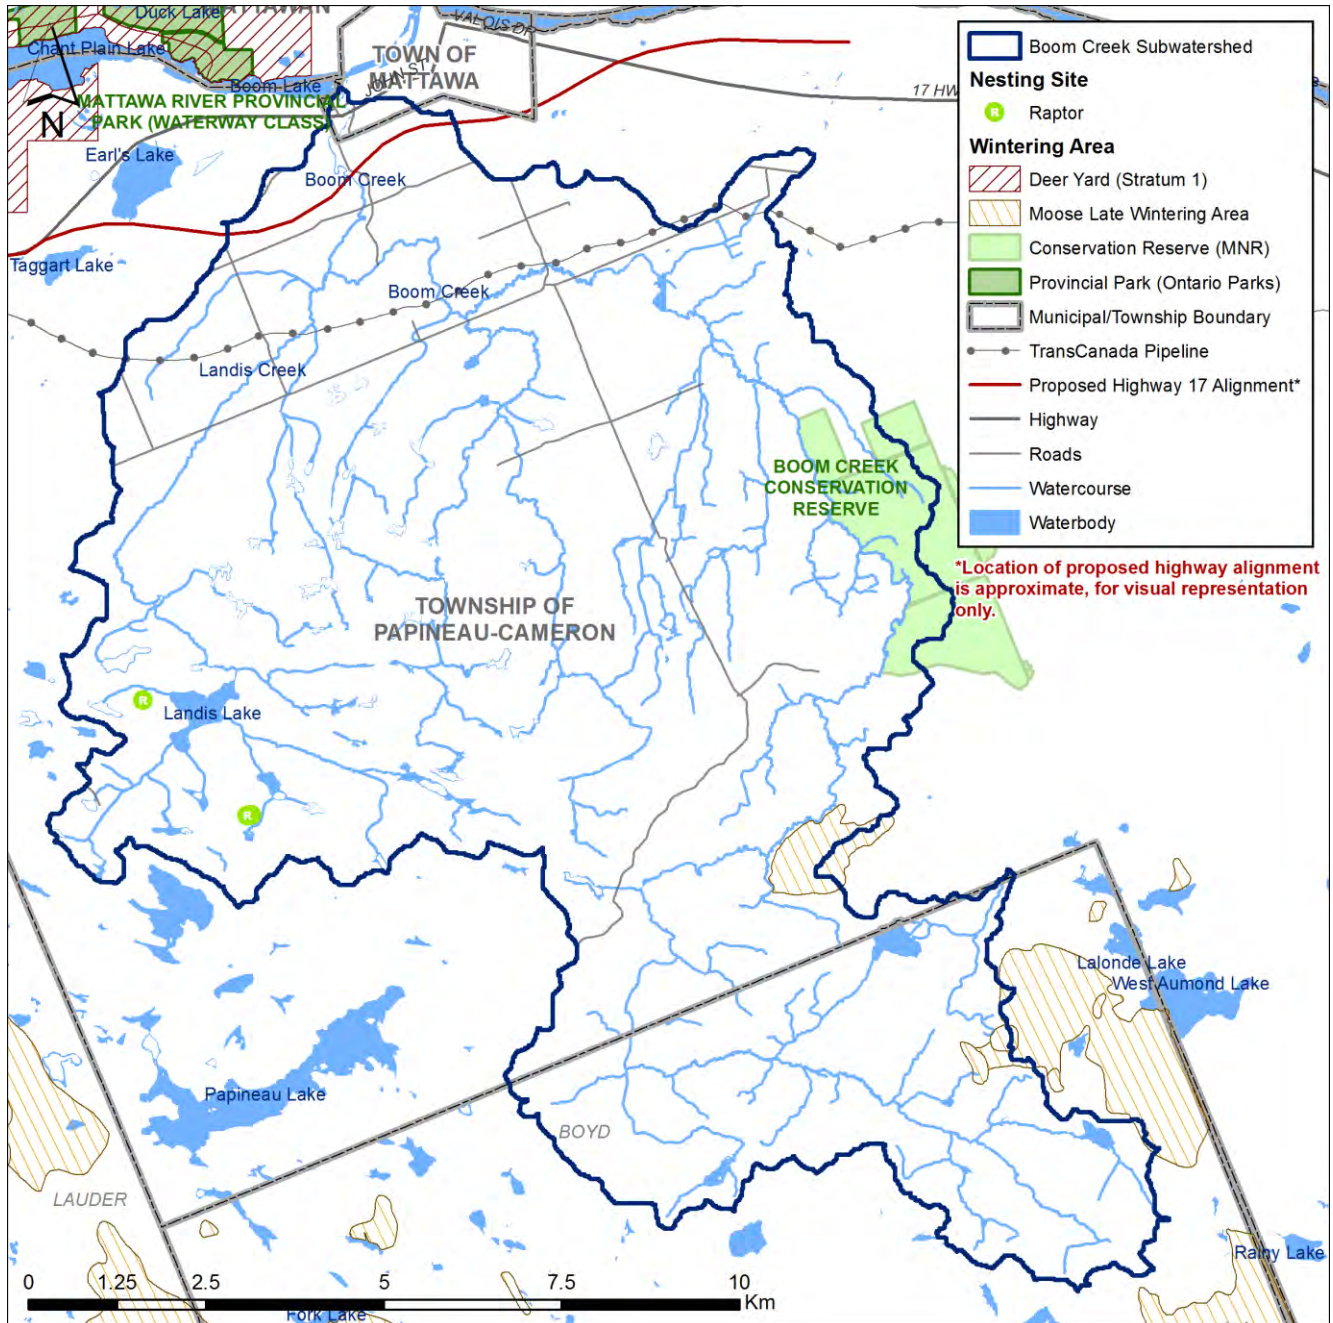 Duck Lake
MATTAWAN
VALOIS DR
Chant Plain Lake
TOWN OF
MATTAWA
JOHN ST
Boom Lake
17 HW
MATTAWA RIVER PROVINCIAL
PARK (WATERWAY CLASS)
N
Earl's Lake
Boom Creek
Taggart Lake
Boom Creek
Landis Creek
BOOM CREEK
CONSERVATION
RESERVE
TOWNSHIP OF
PAPINEAU-CAMERON
R
Landis Lake
R
Lalonde Lake
West Aumond Lake
Papineau Lake
BOYD
LAUDER
Rainy Lake
Fork Lake
0 1.25 2.5 5 7.5 10
Km
Boom Creek Subwatershed
Nesting Site
R Raptor
Wintering Area
Deer Yard (Stratum 1)
Moose Late Wintering Area
Conservation Reserve (MNR)
Provincial Park (Ontario Parks)
Municipal/Township Boundary
TransCanada Pipeline
Proposed Highway 17 Alignment*
Highway
Roads
Watercourse
Waterbody
*Location of proposed highway alignment
is approximate, for visual representation
only.